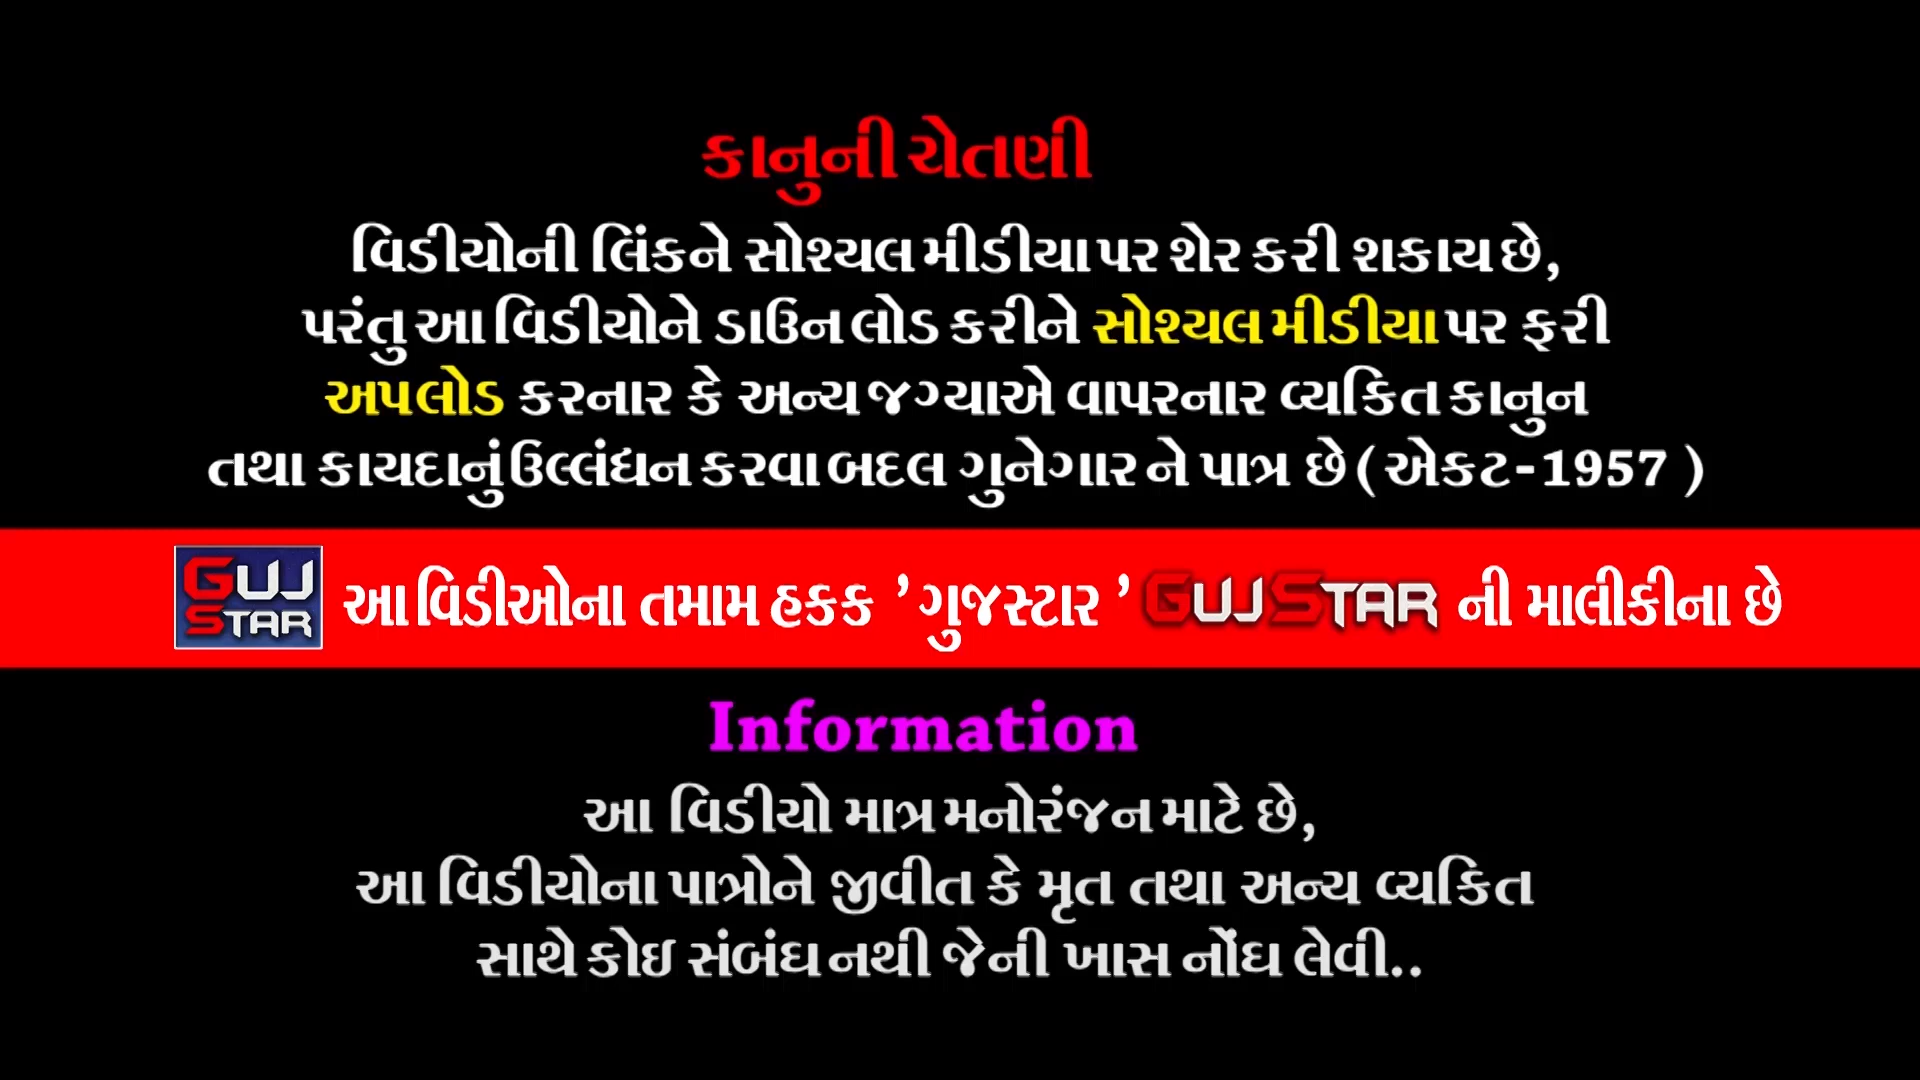 કાનુની ચેતણી
વિડીયોની લિંકને સોશ્યલ મીડીયા પર શેર કરી શકાય છે,
પરંતુ આ વિડીયોને ડાઉન લોડ કરીને સોશ્યલ મીડીયા પર ફરી
અપલોડ કરનાર કે અન્ય જગ્યાએ વાપરનાર વ્યકિત કાનુન
તથા કાયદાનું ઉલ્લંઘન કરવા બદલ ગુનેગાર ને પાત્ર છે ( એકટ-1957 )
GUJ STAR આ વિડીઓના તમામ હકક ’ ગુજસ્ટાર ’ GUJ STAR ની માલીકીના છે
Information
આ વિડીયો માત્ર મનોરંજન માટે છે,
આ વિડીયોના પાત્રોને જીવીત કે મૃત તથા અન્ય વ્યકિત
સાથે કોઇ સંબંઘ નથી જેની ખાસ નોંઘ લેવી..